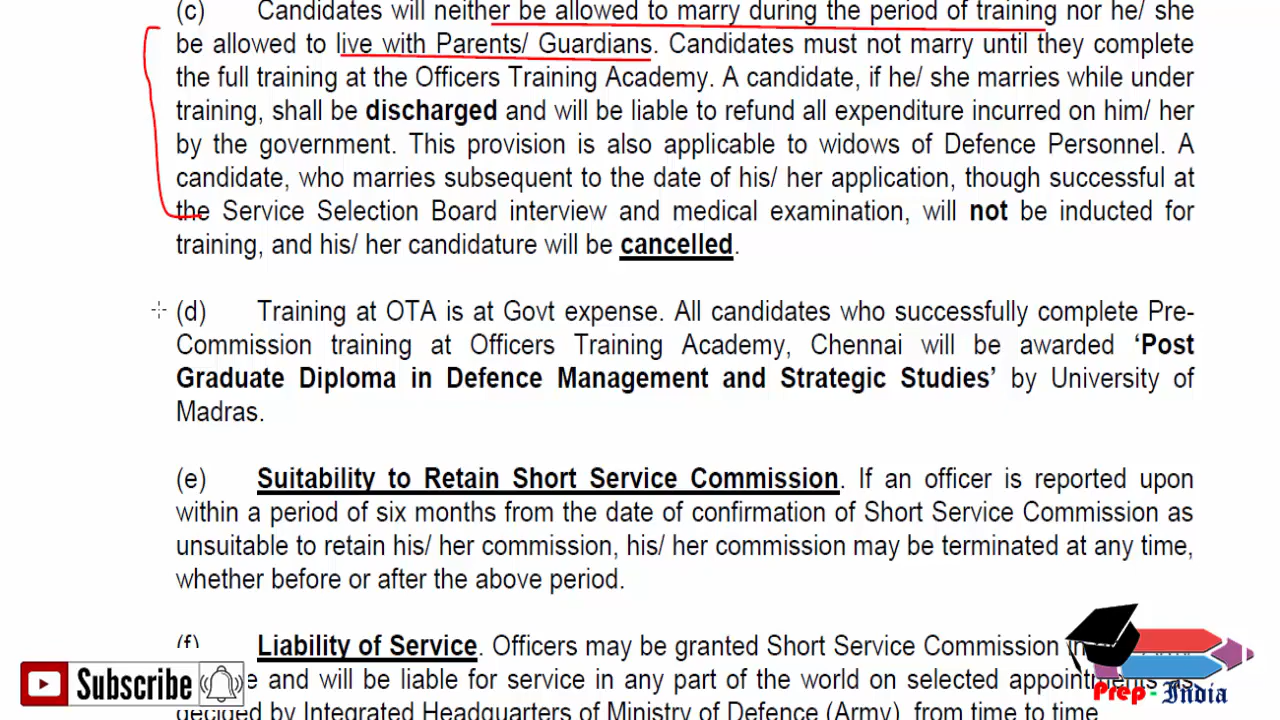 (c) Candidates will neither be allowed to marry during the period of training nor he/ she
be allowed to live with Parents/ Guardians. Candidates must not marry until they complete
the full training at the Officers Training Academy. A candidate, if he/ she marries while under
training, shall be discharged and will be liable to refund all expenditure incurred on him/ her
by the government. This provision is also applicable to widows of Defence Personnel. A
candidate, who marries subsequent to the date of his/ her application, though successful at
the Service Selection Board interview and medical examination, will not be inducted for
training, and his/ her candidature will be cancelled.
(d) Training at OTA is at Govt expense. All candidates who successfully complete Pre-
Commission training at Officers Training Academy, Chennai will be awarded ‘Post
Graduate Diploma in Defence Management and Strategic Studies’ by University of
Madras.
(e) Suitability to Retain Short Service Commission. If an officer is reported upon
within a period of six months from the date of confirmation of Short Service Commission as
unsuitable to retain his/ her commission, his/ her commission may be terminated at any time,
whether before or after the above period.
(f) Liability of Service. Officers may be granted Short Service Commission
and will be liable for service in any part of the world on selected appointments as
decided by Integrated Headquarters of Ministry of Defence (Army), from time to time
Subscribe
Prep-India